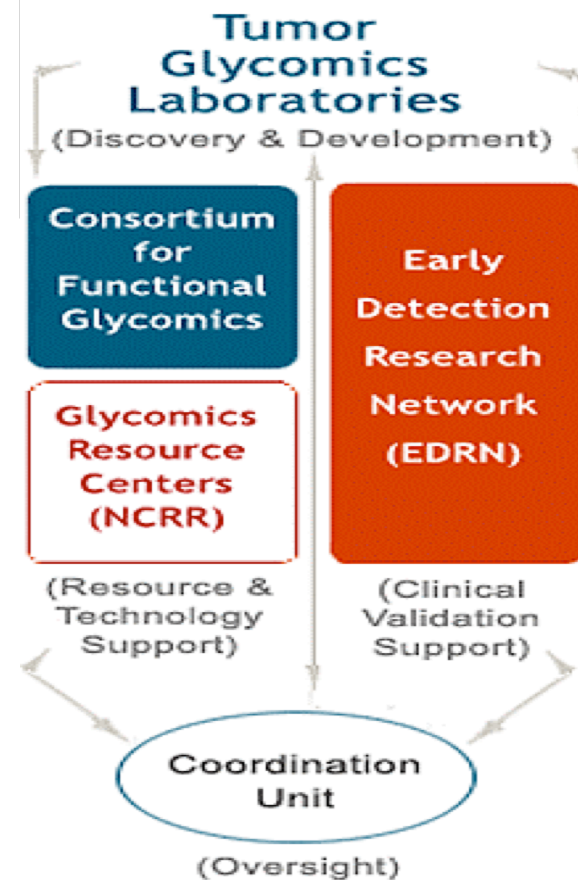 Tumor
Glycomics
Laboratories
(Discovery & Development)
Consortium
for
Functional
Glycomics
Glycomics
Resource
Centers
(NCRR)
(Resource &
Technology
Support)
Early
Detection
Research
Network
(EDRN)
(Clinical
Validation
Support)
Coordination
Unit
(Oversight)